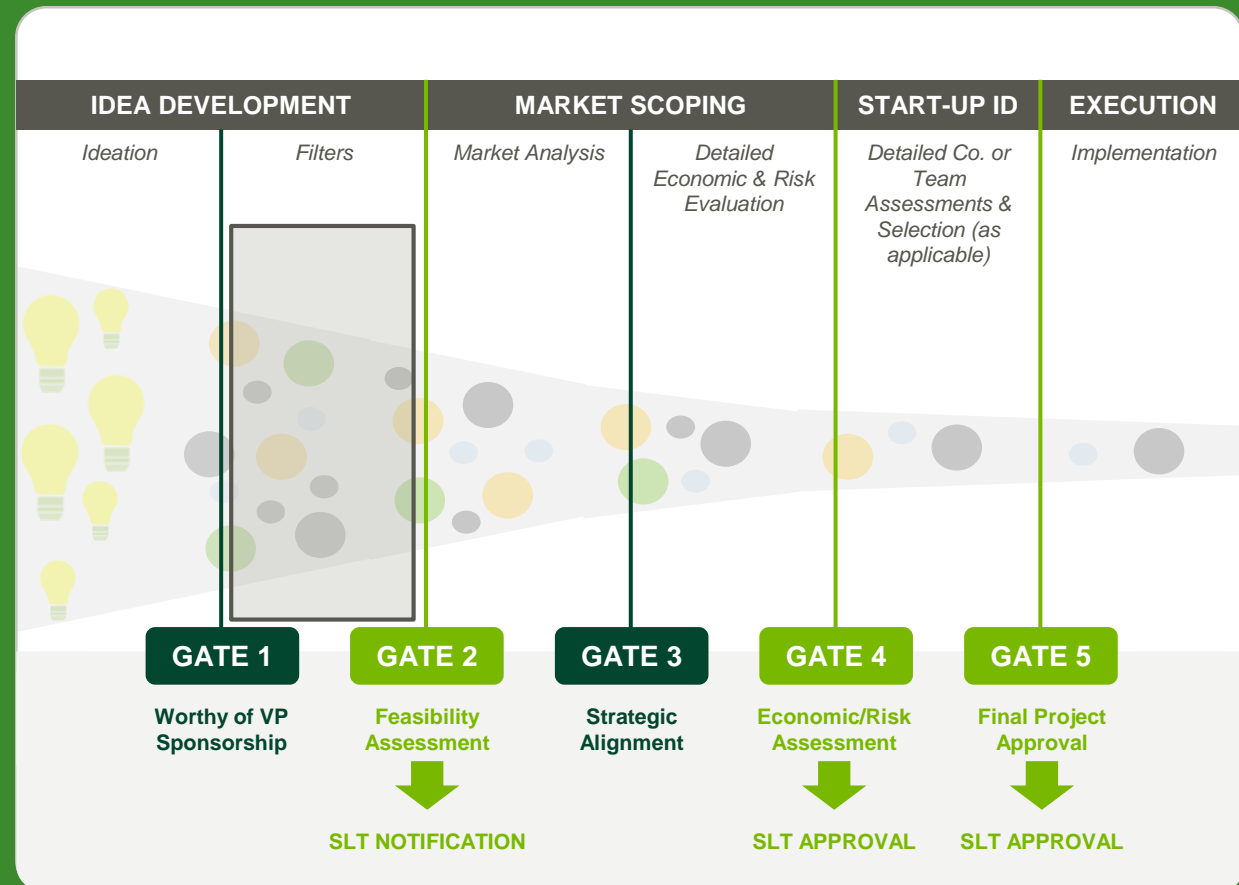 IDEA DEVELOPMENT
MARKET SCOPING
START-UP ID
EXECUTION
Ideation
Filters
Market Analysis
Detailed
Economic & Risk
Evaluation
Detailed Co. or
Team
Assessments &
Selection (as
applicable)
Implementation
GATE 1
GATE 2
GATE 3
GATE 4
GATE 5
Worthy of VP
Sponsorship
Feasibility
Assessment
Strategic
Alignment
Economic/Risk
Assessment
Final Project
Approval
SLT NOTIFICATION
SLT APPROVAL
SLT APPROVAL